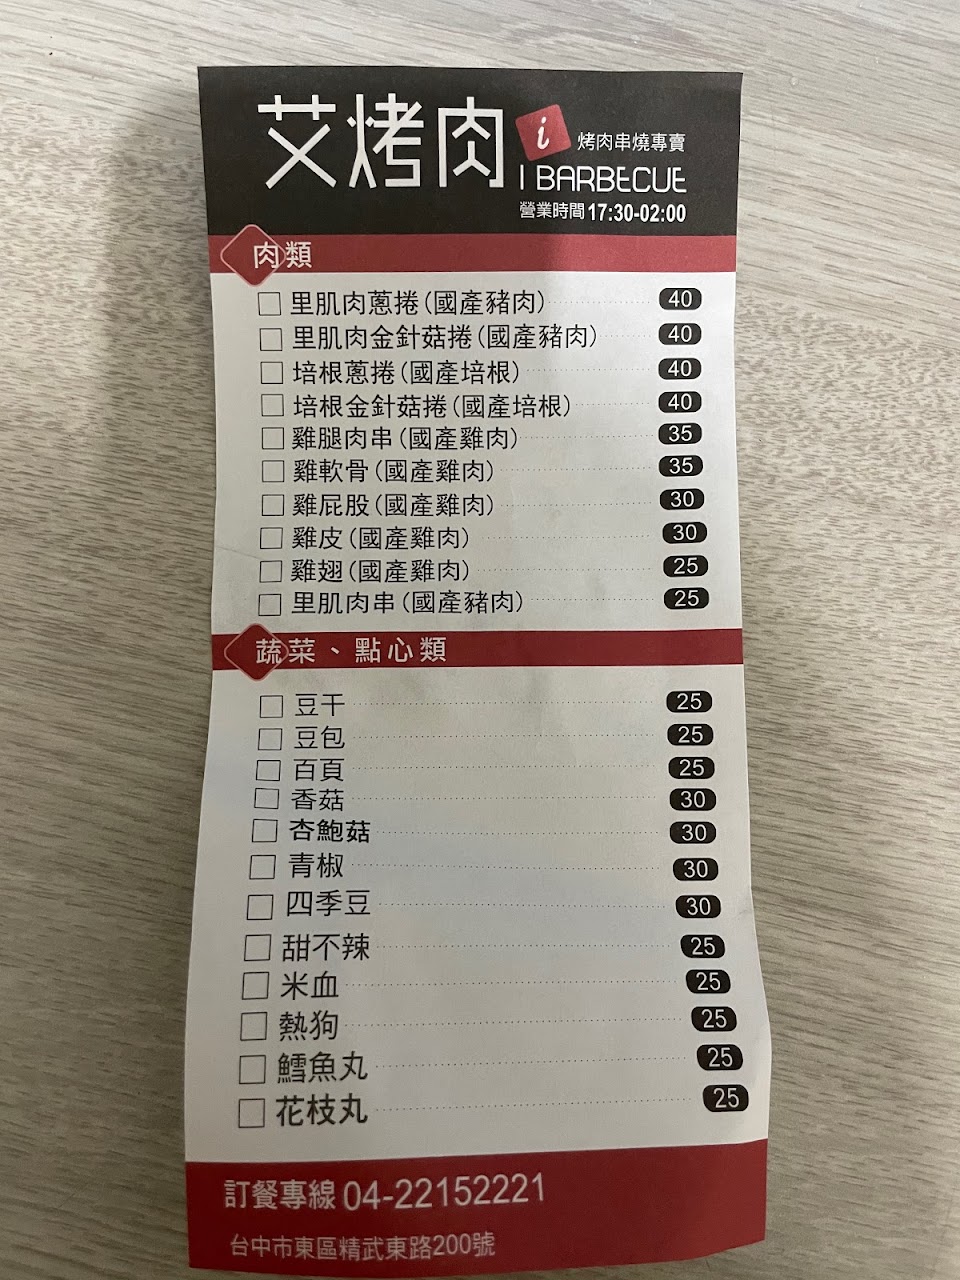 艾烤肉
i 烤肉串燒專賣
I BARBECUE
營業時間 17:30-02:00
肉類
里肌肉蔥捲(國產豬肉) 40
里肌肉金針菇捲(國產豬肉) 40
培根蔥捲(國產培根) 40
培根金針菇捲(國產培根) 40
雞腿肉串(國產雞肉) 35
雞軟骨(國產雞肉) 35
雞屁股(國產雞肉) 30
雞皮(國產雞肉) 30
雞翅(國產雞肉) 25
里肌肉串(國產豬肉) 25
蔬菜、點心類
豆干 25
豆包 25
百頁 25
香菇 30
杏鮑菇 30
青椒 30
四季豆 30
甜不辣 25
米血 25
熱狗 25
鱈魚丸 25
花枝丸 25
訂餐專線 04-22152221
台中市東區精武東路200號